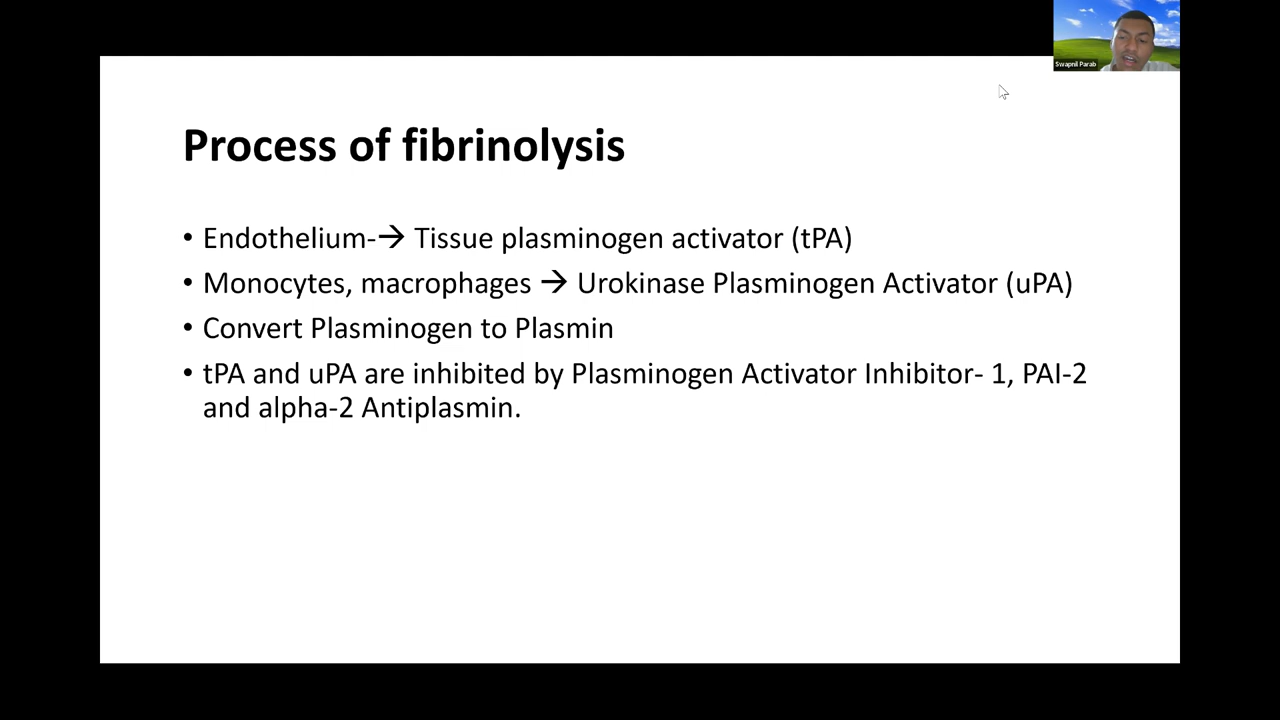 Swapnil Parab
Process of fibrinolysis
• Endothelium-→ Tissue plasminogen activator (tPA)
• Monocytes, macrophages → Urokinase Plasminogen Activator (uPA)
• Convert Plasminogen to Plasmin
• tPA and uPA are inhibited by Plasminogen Activator Inhibitor- 1, PAI-2
and alpha-2 Antiplasmin.